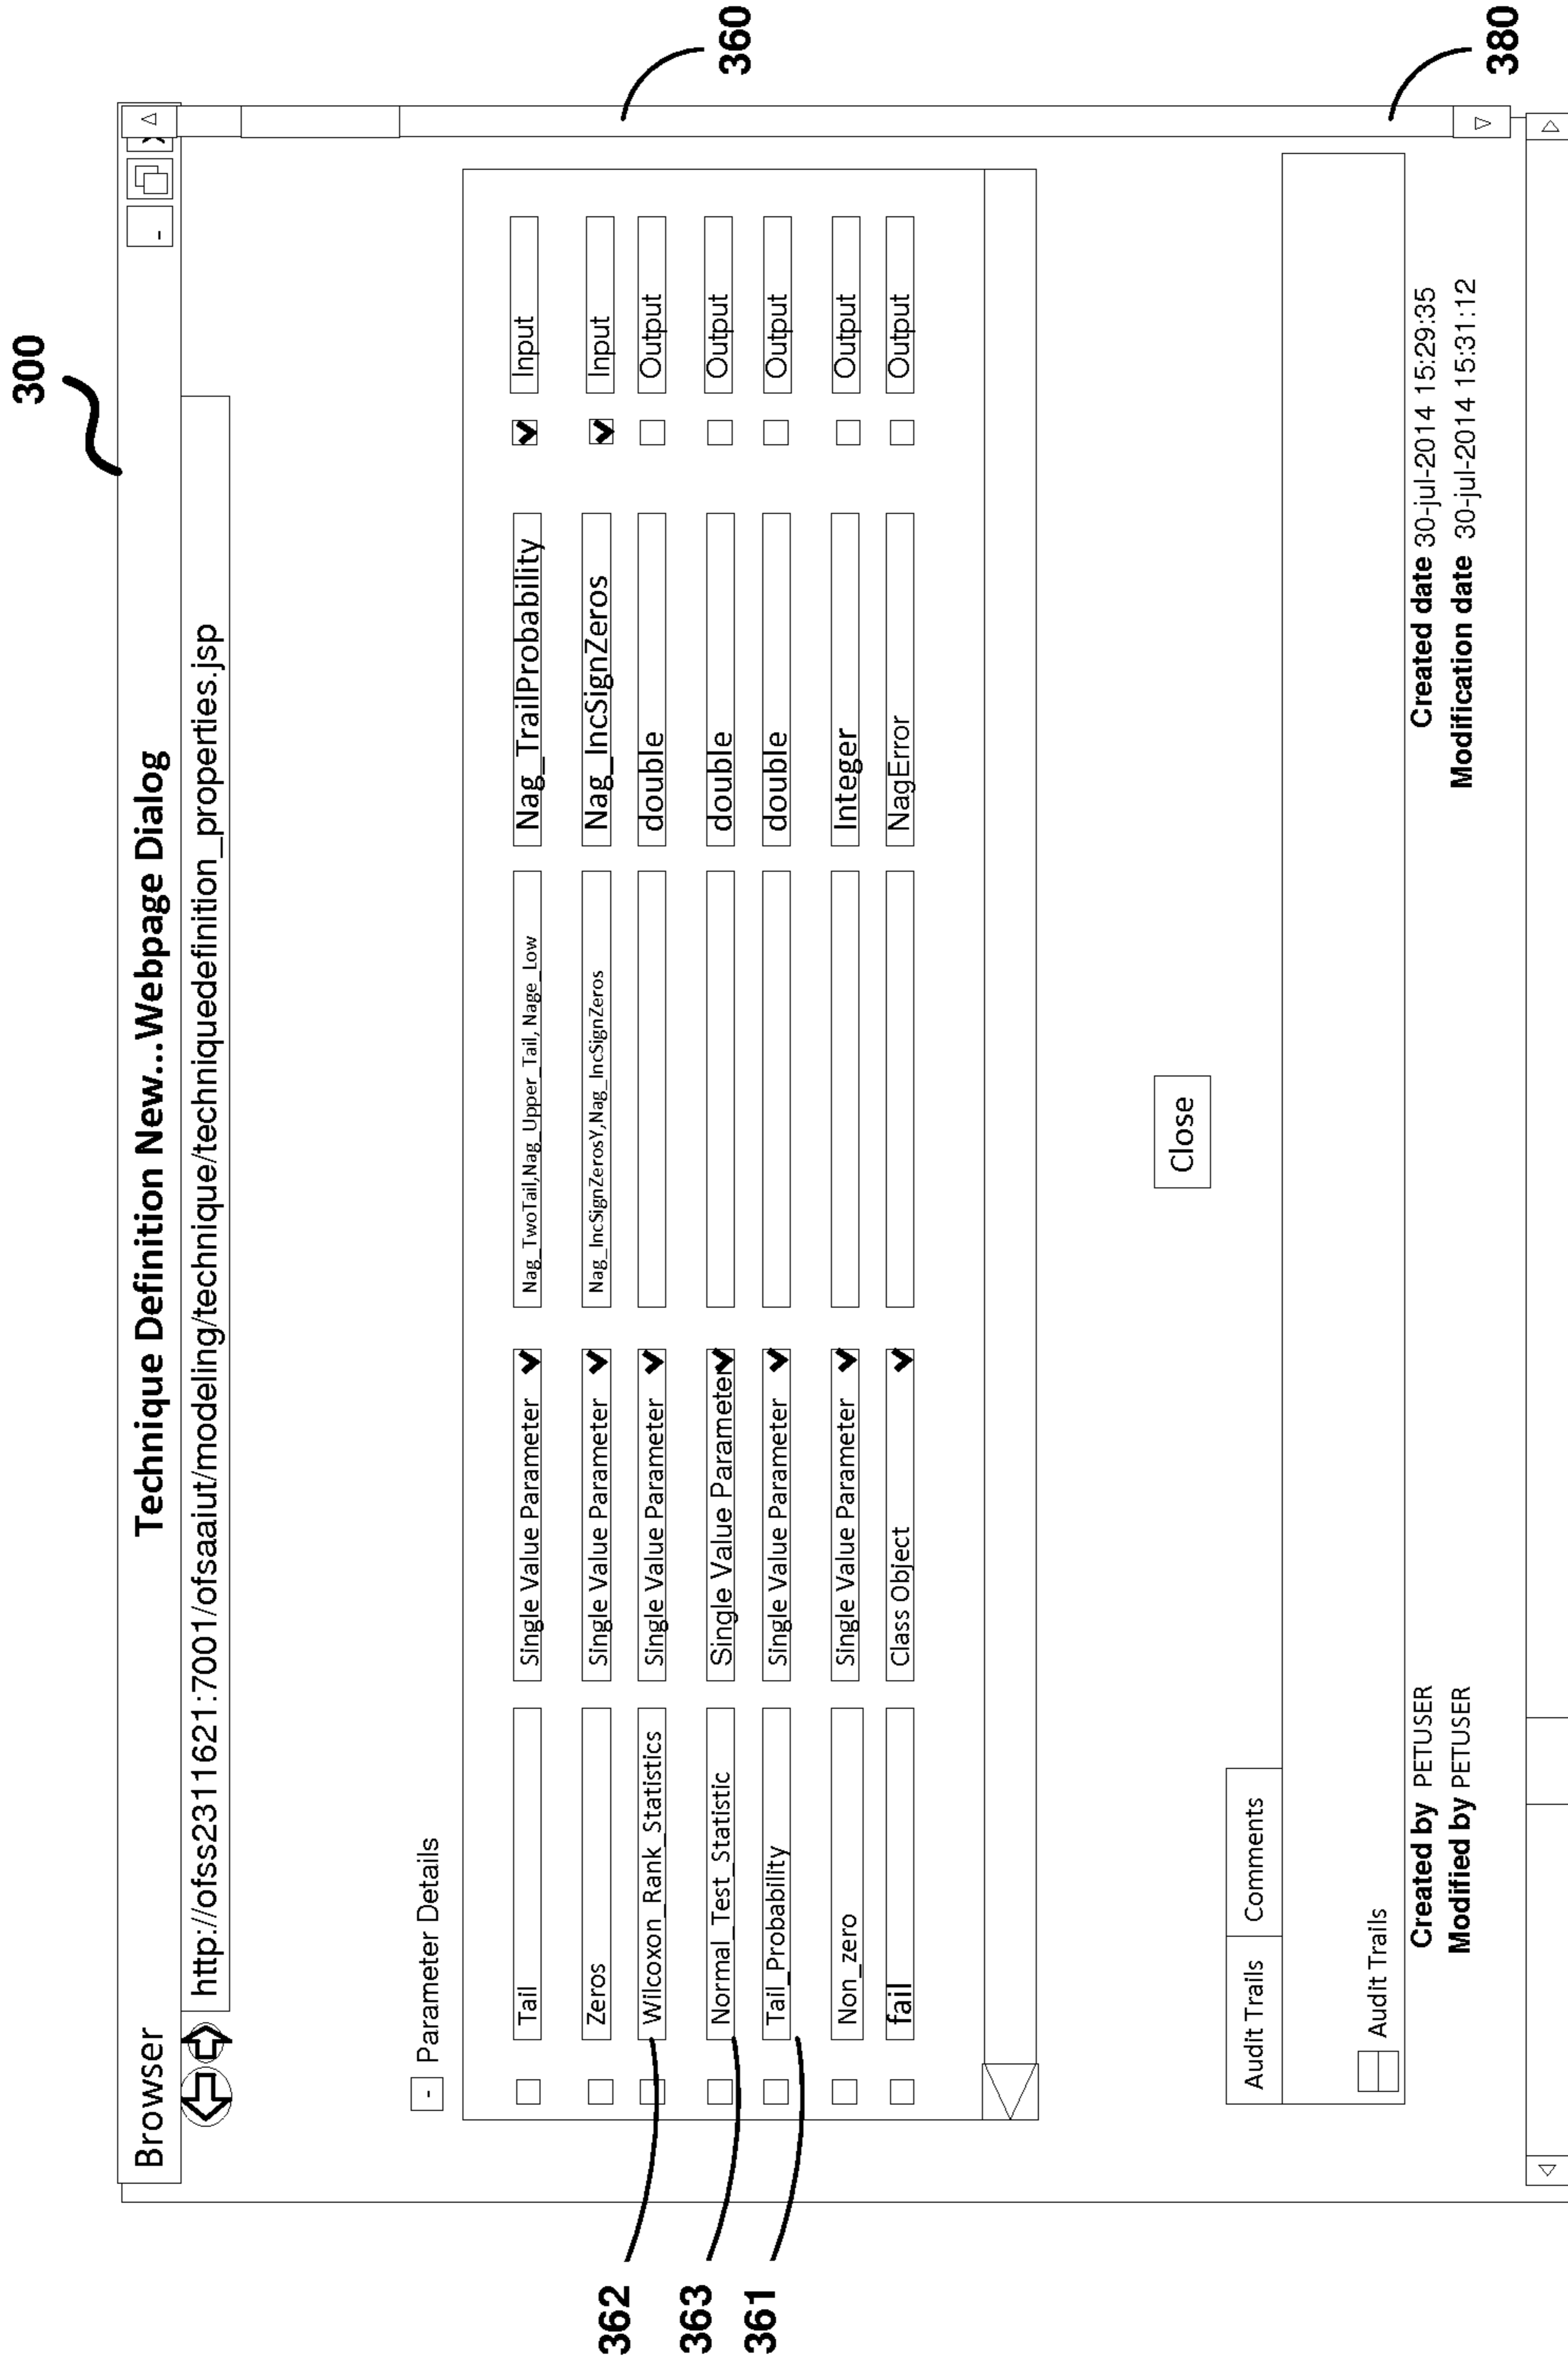 300
Technique Definition New...Webpage Dialog
Browser
-
X
http://ofss2311621:7001/ofsaaiut/modeling/technique/techniquedefinition_properties.jsp
- Parameter Details
Tail Single Value Parameter Nag_TwoTail,Nag_Upper_Tail, Nage_Low Nag_TrailProbability Input
Zeros Single Value Parameter Nag_IncSignZerosY,Nag_IncSignZeros Nag_IncSignZeros Input
362 Wilcoxon_Rank_Statistics Single Value Parameter double Output
360
363 Normal_Test_Statistic Single Value Parameter double Output
361 Tail_Probability Single Value Parameter double Output
Non_zero Single Value Parameter Integer Output
fail Class Object NagError Output
Close
Audit Trails Comments
Audit Trails
Created by PETUSER Created date 30-jul-2014 15:29:35
Modified by PETUSER Modification date 30-jul-2014 15:31:12
380